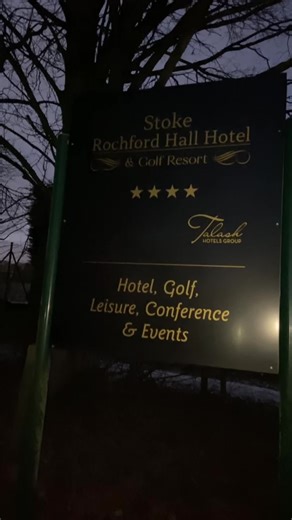 Stoke
Rochford Hall Hotel
& Golf Resort
Talash
HOTELS GROUP
Hotel, Golf,
Leisure, Conference
& Events